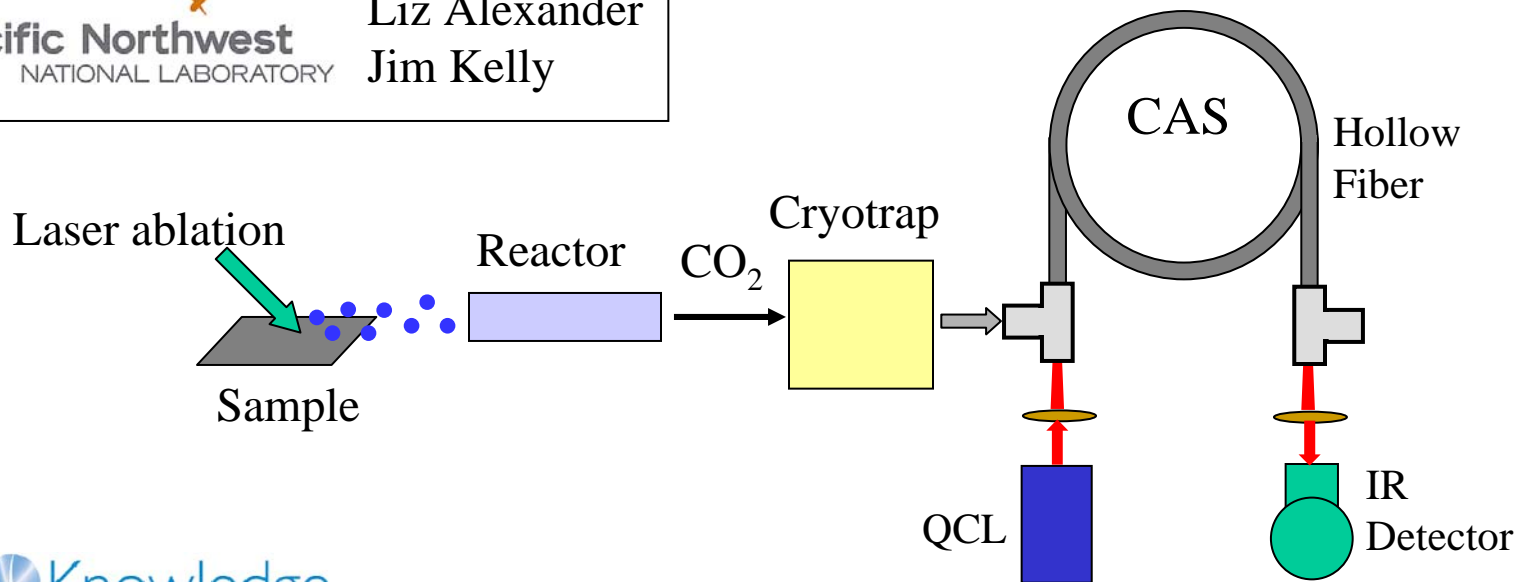 Liz Alexander
cific Northwest
NATIONAL LABORATORY
Jim Kelly
CAS
Hollow
Fiber
Cryotrap
Laser ablation
Reactor
CO₂
Sample
QCL
IR
Detector
Knowledge